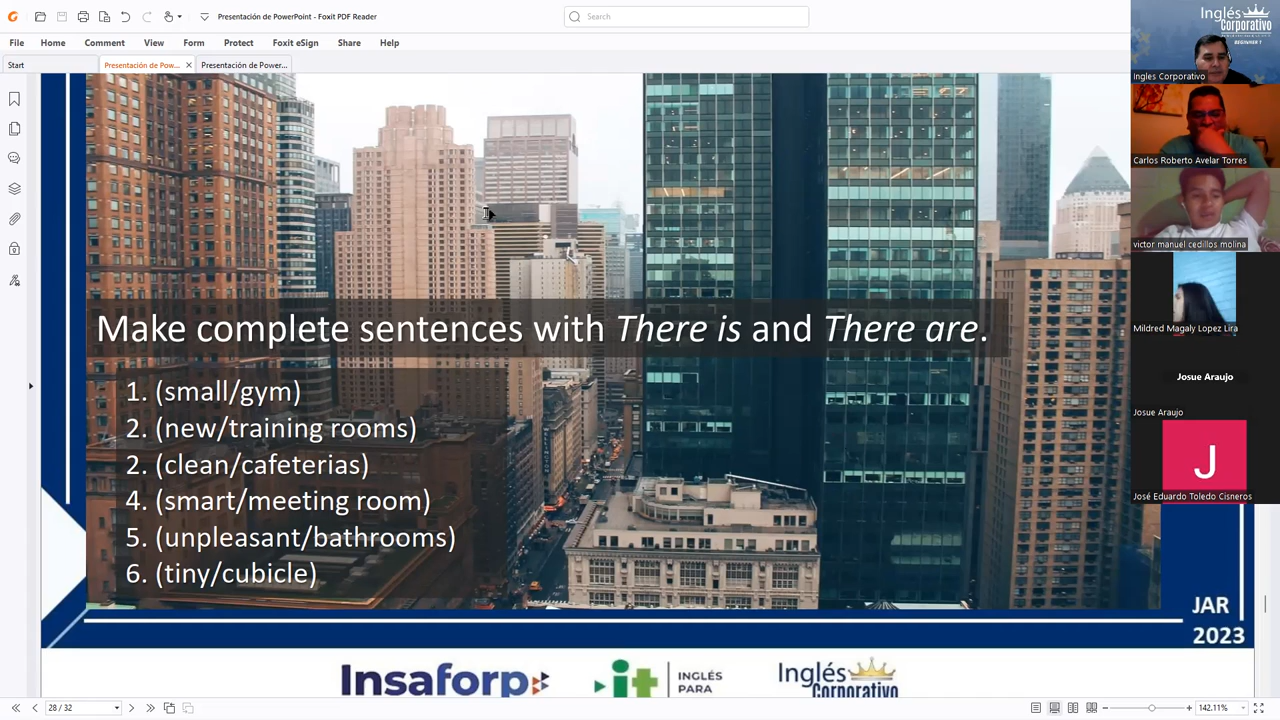 Presentación de PowerPoint - Foxit PDF Reader
Search
File Home Comment View Form Protect Foxit eSign Share Help
Start
Presentación de Pow...
Presentación de Power...
Make complete sentences with There is and There are.
1. (small/gym)
2. (new/training rooms)
2. (clean/cafeterias)
4. (smart/meeting room)
5. (unpleasant/bathrooms)
6. (tiny/cubicle)
JAR
2023
Insaforp
it
INGLÉS
PARA
Inglés
Corporativo
Inglés
Corporativo
BEGINNER 1
Ingles Corporativo
Carlos Roberto Avelar Torres
victor manuel cedillos molina
Mildred Magaly Lopez Lira
Josue Araujo
Josue Araujo
J
José Eduardo Toledo Cisneros
28 / 32
142.11%